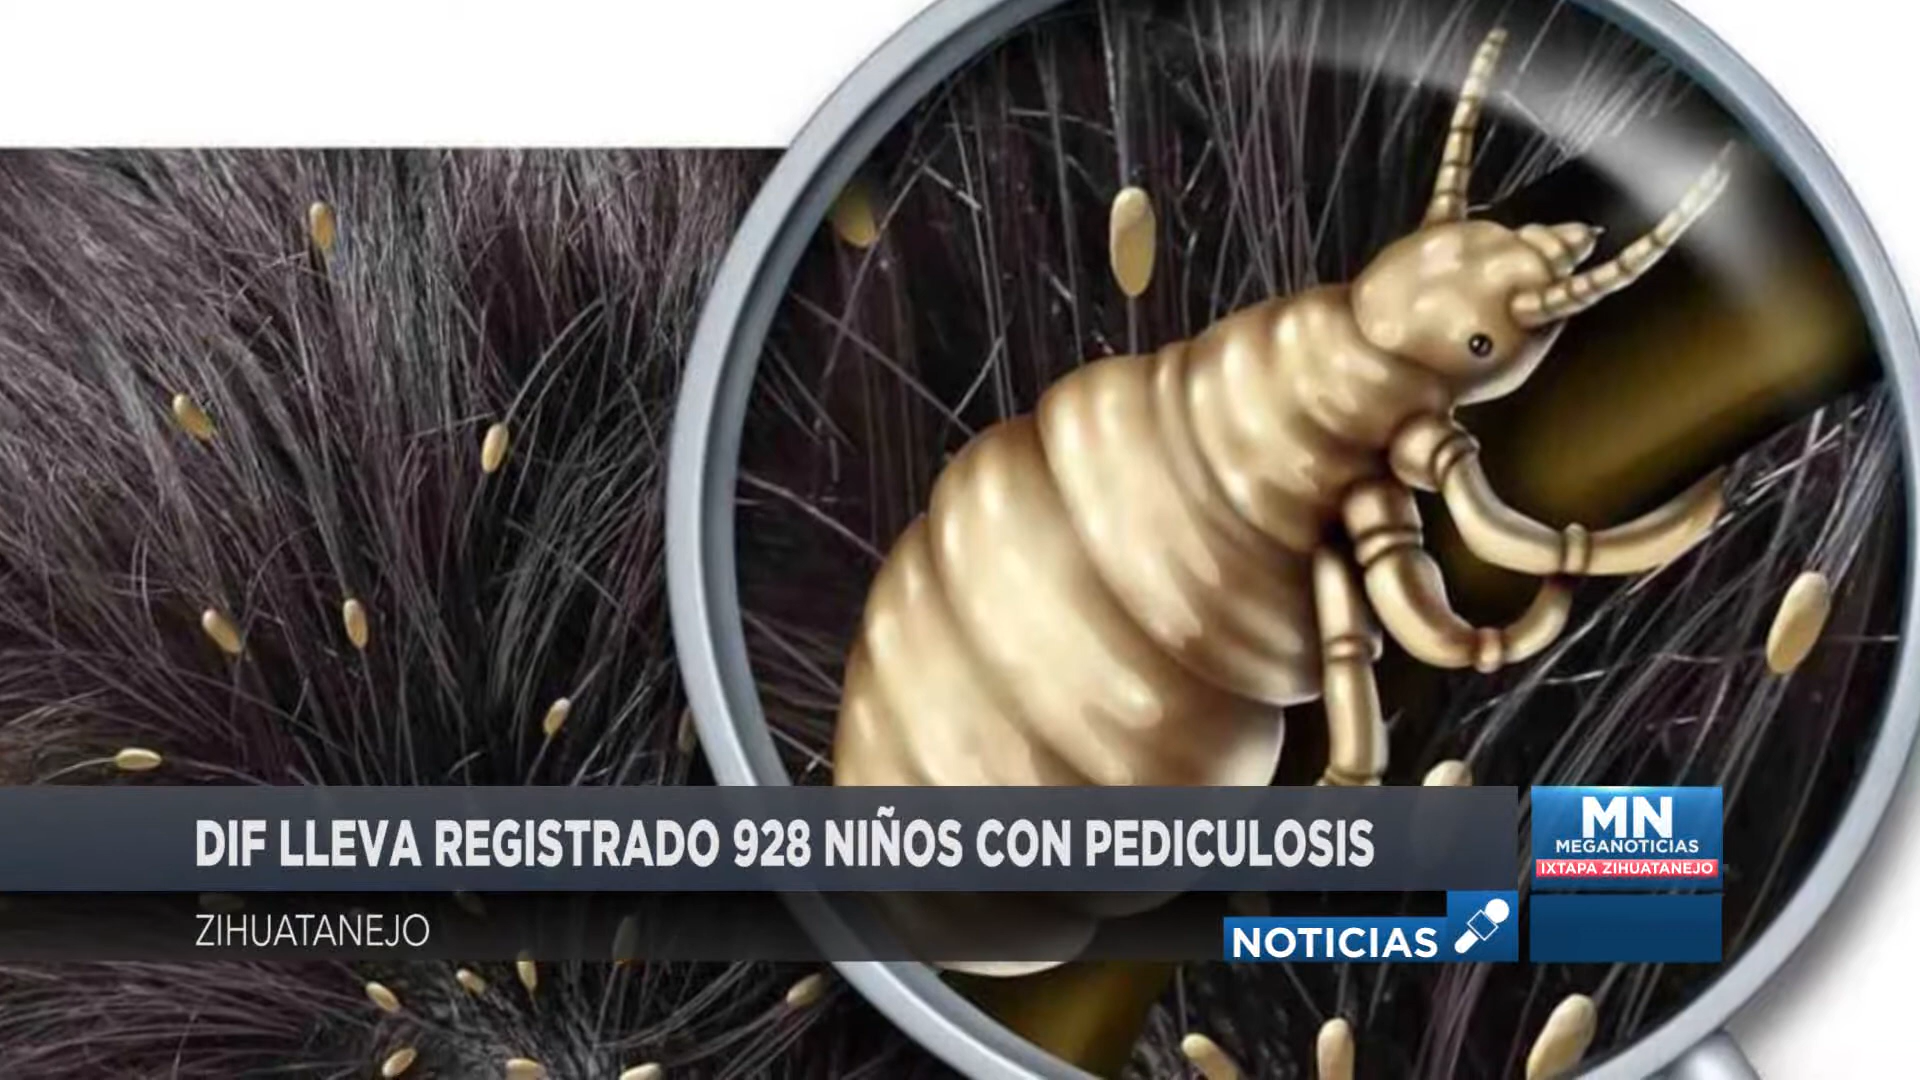 DIF LLEVA REGISTRADO 928 NIÑOS CON PEDICULOSIS
MN
MEGANOTICIAS
IXTAPA ZIHUATANEJO
ZIHUATANEJO
NOTICIAS